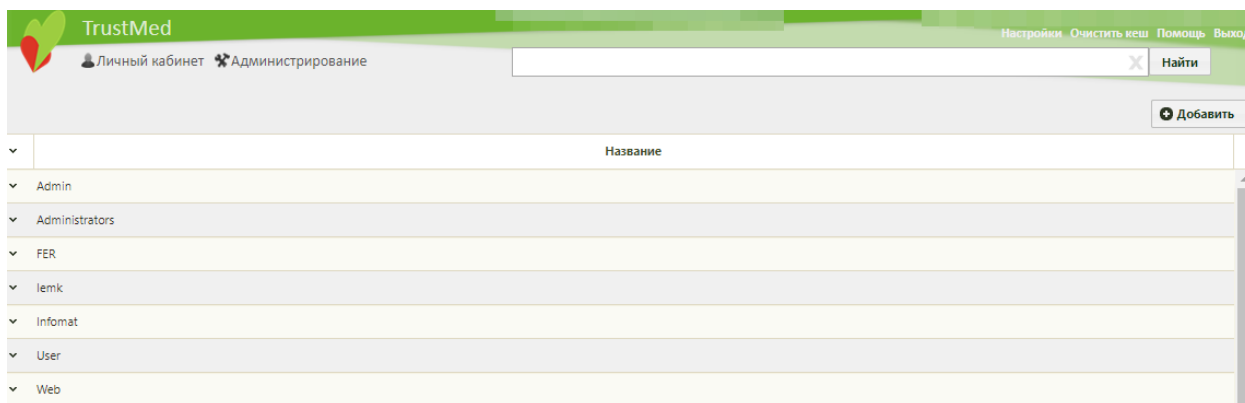 TrustMed
Настройки Очистить кеш Помощь Выход
Личный кабинет Администрирование
X Найти
Добавить
Название
Admin
Administrators
FER
Iemk
Infomat
User
Web